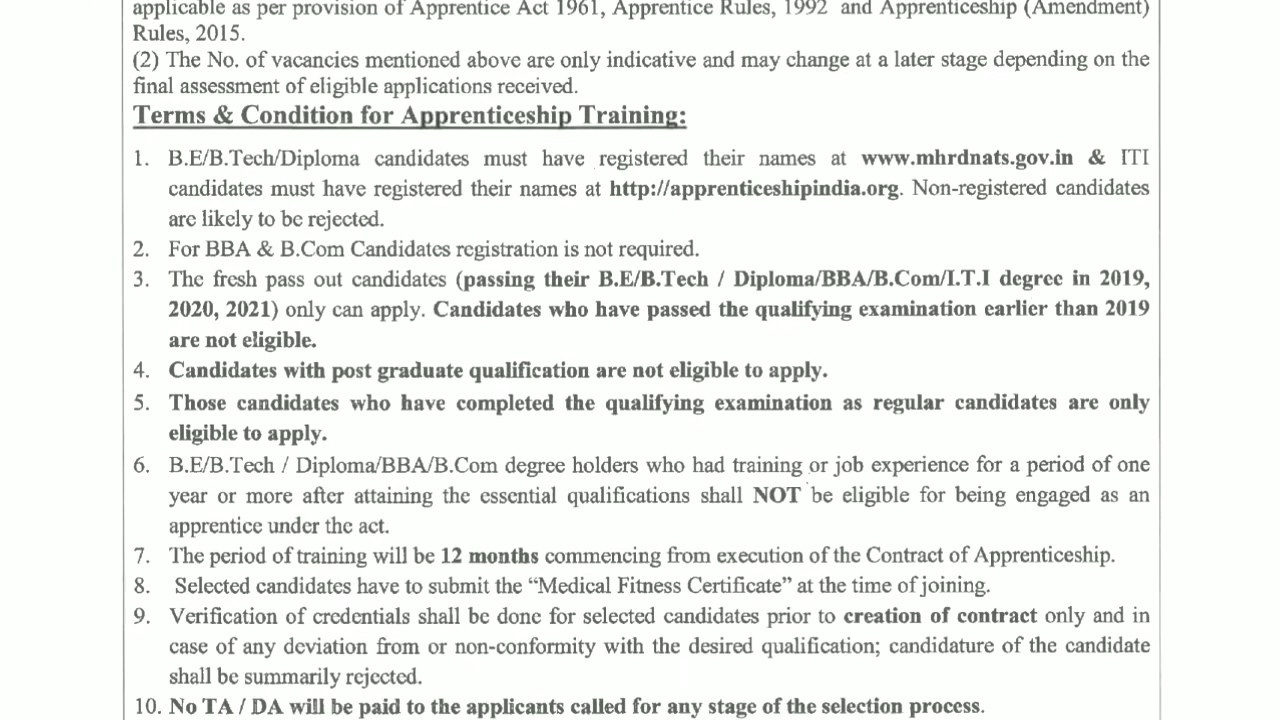 applicable as per provision of Apprentice Act 1961, Apprentice Rules, 1992 and Apprenticeship (Amendment)
Rules, 2015.
(2) The No. of vacancies mentioned above are only indicative and may change at a later stage depending on the
final assessment of eligible applications received.
Terms & Condition for Apprenticeship Training:
1. B.E/B.Tech/Diploma candidates must have registered their names at www.mhrdnats.gov.in & ITI
candidates must have registered their names at http://apprenticeshipindia.org. Non-registered candidates
are likely to be rejected.
2. For BBA & B.Com Candidates registration is not required.
3. The fresh pass out candidates (passing their B.E/B.Tech / Diploma/BBA/B.Com/I.T.I degree in 2019,
2020, 2021) only can apply. Candidates who have passed the qualifying examination earlier than 2019
are not eligible.
4. Candidates with post graduate qualification are not eligible to apply.
5. Those candidates who have completed the qualifying examination as regular candidates are only
eligible to apply.
6. B.E/B.Tech / Diploma/BBA/B.Com degree holders who had training or job experience for a period of one
year or more after attaining the essential qualifications shall NOT be eligible for being engaged as an
apprentice under the act.
7. The period of training will be 12 months commencing from execution of the Contract of Apprenticeship.
8. Selected candidates have to submit the “Medical Fitness Certificate” at the time of joining.
9. Verification of credentials shall be done for selected candidates prior to creation of contract only and in
case of any deviation from or non-conformity with the desired qualification; candidature of the candidate
shall be summarily rejected.
10. No TA / DA will be paid to the applicants called for any stage of the selection process.